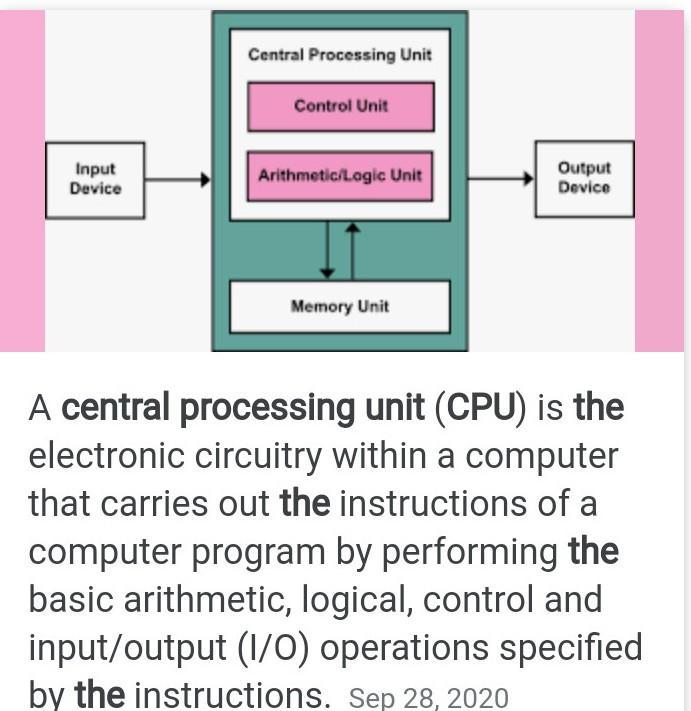 Central Processing Unit
Control Unit
Input
Device
Arithmetic/Logic Unit
Output
Device
Memory Unit
A central processing unit (CPU) is the
electronic circuitry within a computer
that carries out the instructions of a
computer program by performing the
basic arithmetic, logical, control and
input/output (I/O) operations specified
by the instructions. Sep 28, 2020